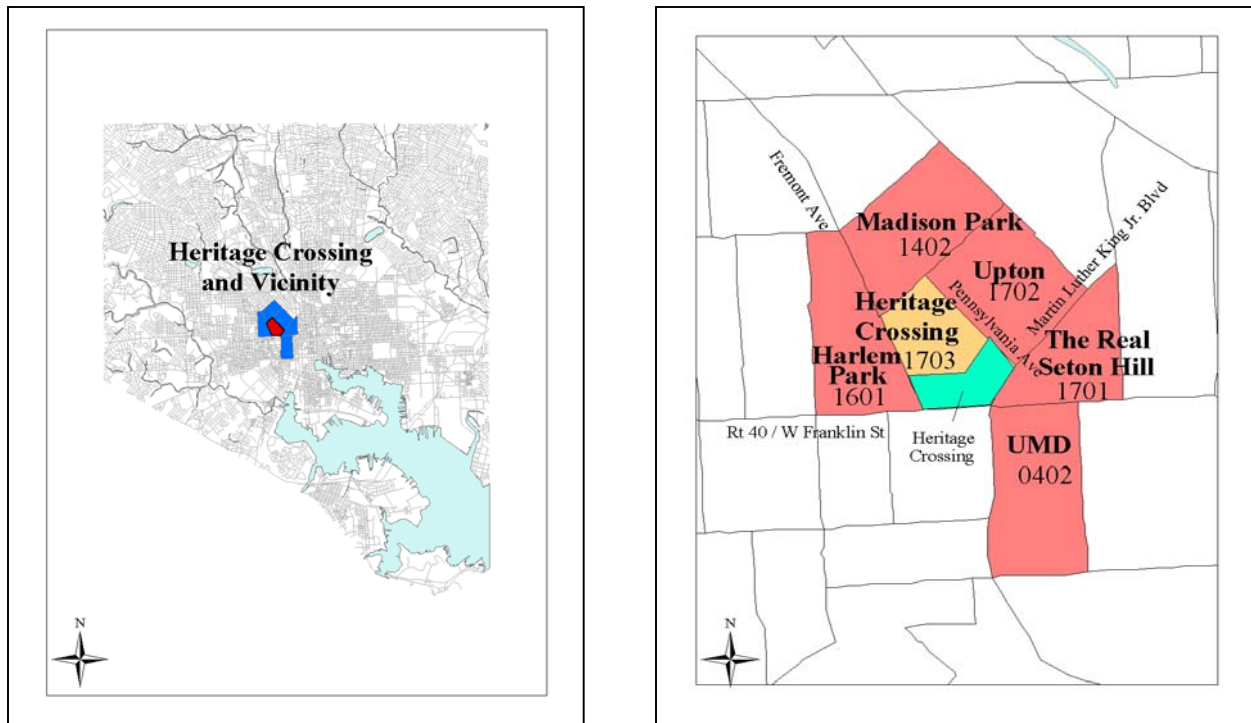 Heritage Crossing
and Vicinity
N
Fremont Ave
Madison Park
1402
Martin Luther King Jr. Blvd
Upton
1702
Pennsylvania Ave
Heritage
Crossing
1703
The Real
Seton Hill
1701
Harlem
Park
1601
Rt 40 / W Franklin St
Heritage
Crossing
UMD
0402
N